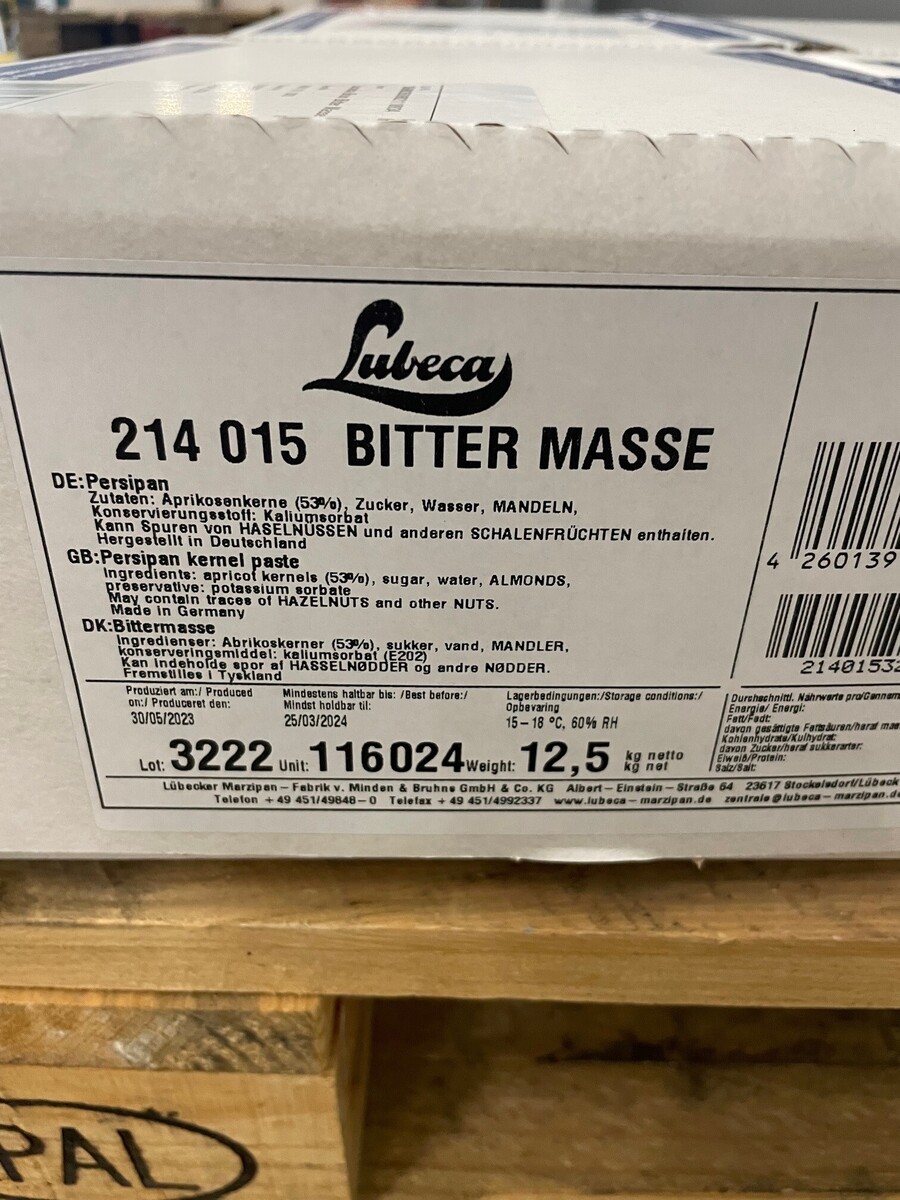 Lubeca
214 015 BITTER MASSE
DE:Persipan
Zutaten: Aprikosenkerne (53%), Zucker, Wasser, MANDELN,
Konservierungsstoff: Kaliumsorbat
Kann Spuren von HASELNÜSSEN und anderen SCHALENFRÜCHTEN enthalten.
Hergestellt in Deutschland
GB:Persipan kernel paste
Ingredients: apricot kernels (53%), sugar, water, ALMONDS,
preservative: potassium sorbate
May contain traces of HAZELNUTS and other NUTS.
Made in Germany
DK:Bittermasse
Ingredienser: Abrikoskerner (53%), sukker, vand, MANDLER,
konserveringsmiddel: kaliumsorbat (E202)
Kan indeholde spor af HASSELNØDDER og andre NØDDER.
Fremstilles i Tyskland
Produziert am:/ Produced
on:/ Produceret den:
30/05/2023
Mindestens haltbar bis: /Best before:/
Mindst holdbar til:
25/03/2024
Lagerbedingungen:/Storage conditions:/
Opbevaring
15-18 °C, 60% RH
Lot: 3222 Unit: 116024 Weight: 12,5 kg netto
kg net
4 260139
21401532
Durchschnittl. Nährwerte pro/Gennem
Energie/ Energi:
Fett/Fedt:
davon gesättigte Fettsäuren/heraf
Kohlenhydrate/Kulhydrat:
davon Zucker/heraf sukkerarter:
Eiweiß/Protein:
Salz/Salt:
Lübecker Marzipan-Fabrik v. Minden & Bruhns GmbH & Co. KG Albert-Einstein-Straße 64 23617 Stockelsdorf/Lübeck
Telefon +49 451/49848-0 Telefax +49 451/4992337 www.lubeca-marzipan.de zentrale@lubeca-marzipan.de
PAL